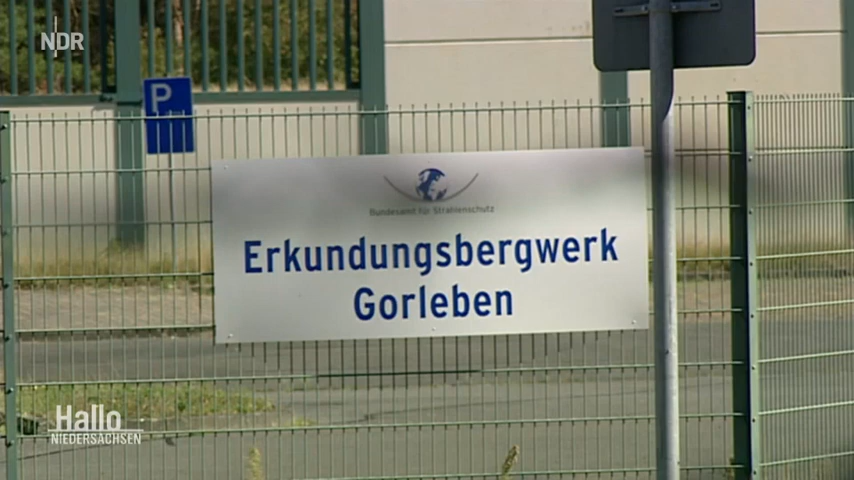 NDR
P
Bundesamt für Strahlenschutz
Erkundungsbergwerk
Gorleben
Hallo
NIEDERSACHSEN